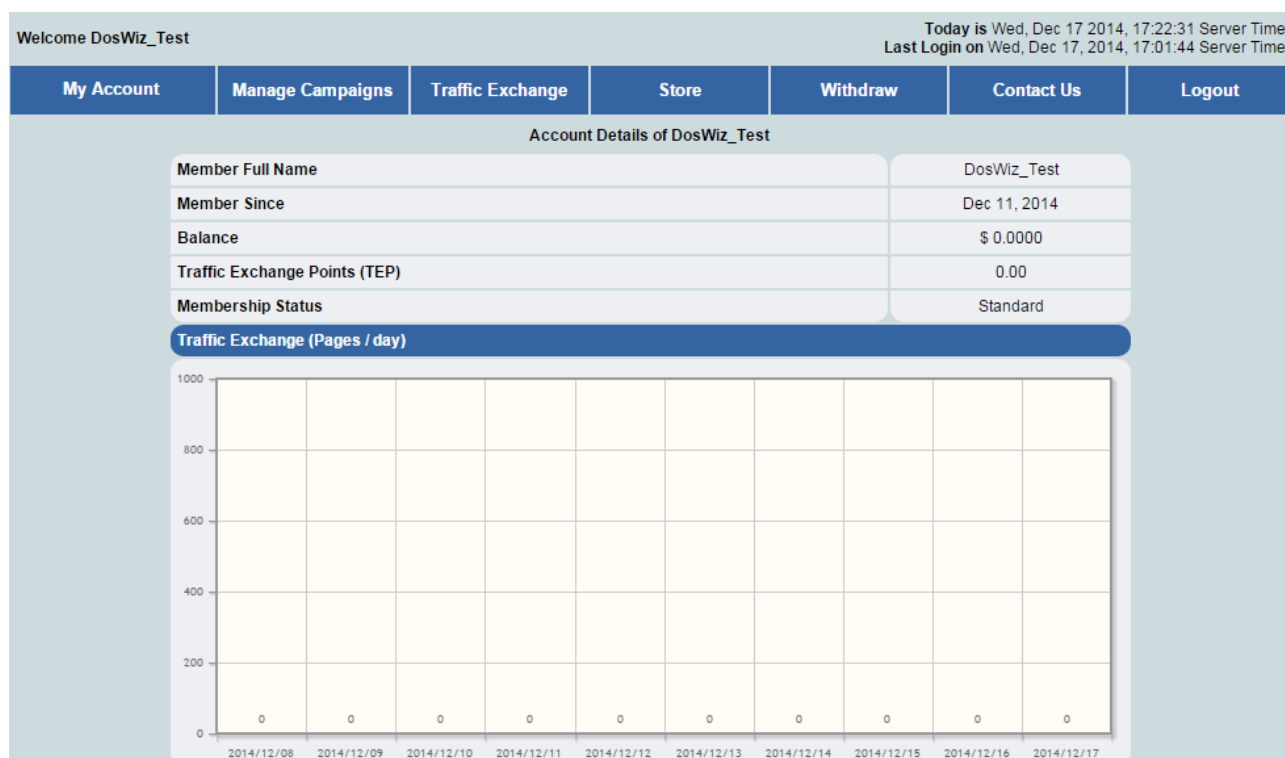 Welcome DosWiz_Test
Today is Wed, Dec 17 2014, 17:22:31 Server Time
Last Login on Wed, Dec 17, 2014, 17:01:44 Server Time
My Account Manage Campaigns Traffic Exchange Store Withdraw Contact Us Logout
Account Details of DosWiz_Test
Member Full Name DosWiz_Test
Member Since Dec 11, 2014
Balance $ 0.0000
Traffic Exchange Points (TEP) 0.00
Membership Status Standard
Traffic Exchange (Pages / day)
1000
800
600
400
200
0 0 0 0 0 0 0 0 0 0
0
2014/12/08 2014/12/09 2014/12/10 2014/12/11 2014/12/12 2014/12/13 2014/12/14 2014/12/15 2014/12/16 2014/12/17